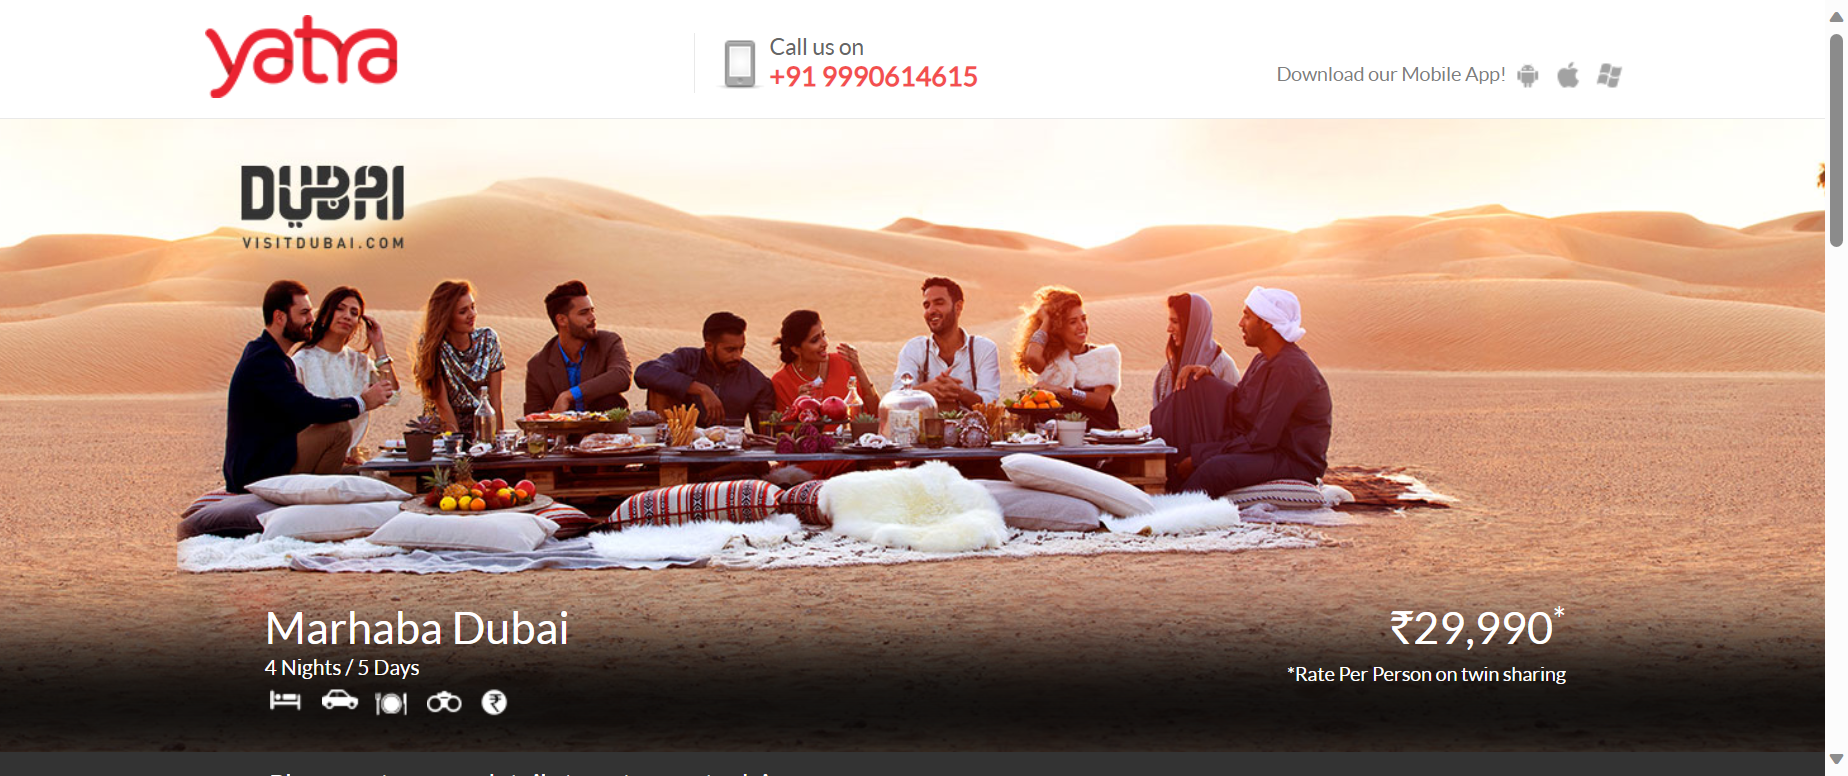 yatra
Call us on
+91 9990614615
Download our Mobile App!
DUBAI
VISITDUBAI.COM
Marhaba Dubai
4 Nights / 5 Days
₹29,990*
*Rate Per Person on twin sharing